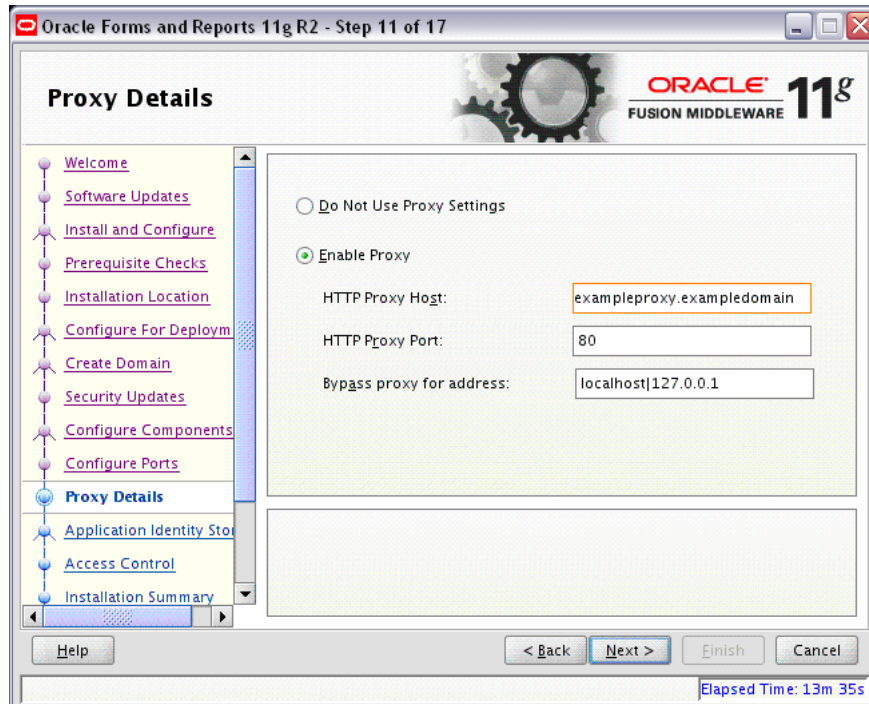 Oracle Forms and Reports 11g R2 - Step 11 of 17
Proxy Details
ORACLE
FUSION MIDDLEWARE
11g
Welcome
Software Updates
Install and Configure
Prerequisite Checks
Installation Location
Configure For Deploym
Create Domain
Security Updates
Configure Components
Configure Ports
Proxy Details
Application Identity Stor
Access Control
Installation Summary
Do Not Use Proxy Settings
Enable Proxy
HTTP Proxy Host: exampleproxy.exampledomain
HTTP Proxy Port: 80
Bypass proxy for address: localhost|127.0.0.1
Help
< Back
Next >
Finish
Cancel
Elapsed Time: 13m 35s